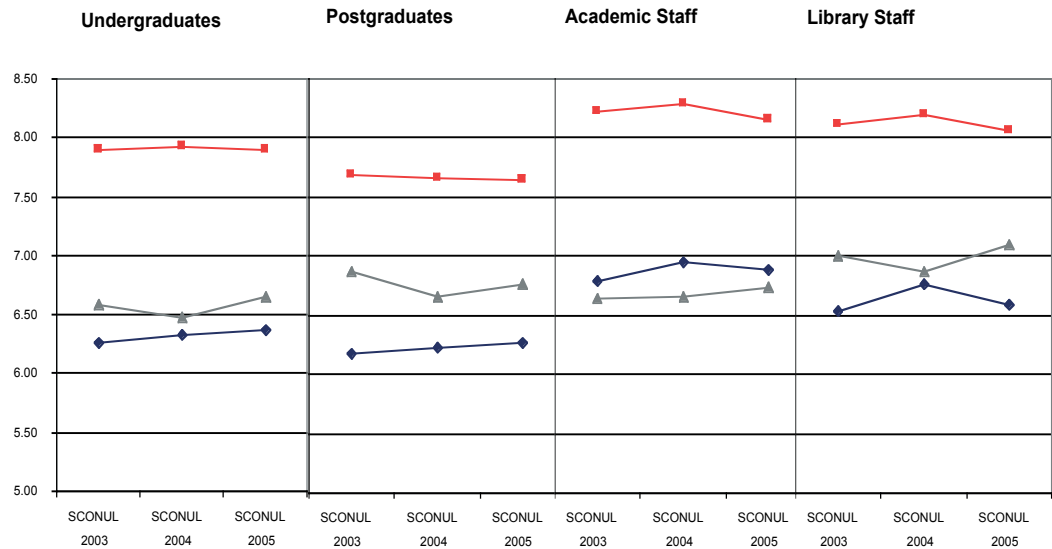 Undergraduates Postgraduates Academic Staff Library Staff
8.50
8.00
7.50
7.00
6.50
6.00
5.50
5.00
SCONUL SCONUL SCONUL SCONUL SCONUL SCONUL SCONUL SCONUL SCONUL SCONUL SCONUL SCONUL
2003 2004 2005 2003 2004 2005 2003 2004 2005 2003 2004 2005